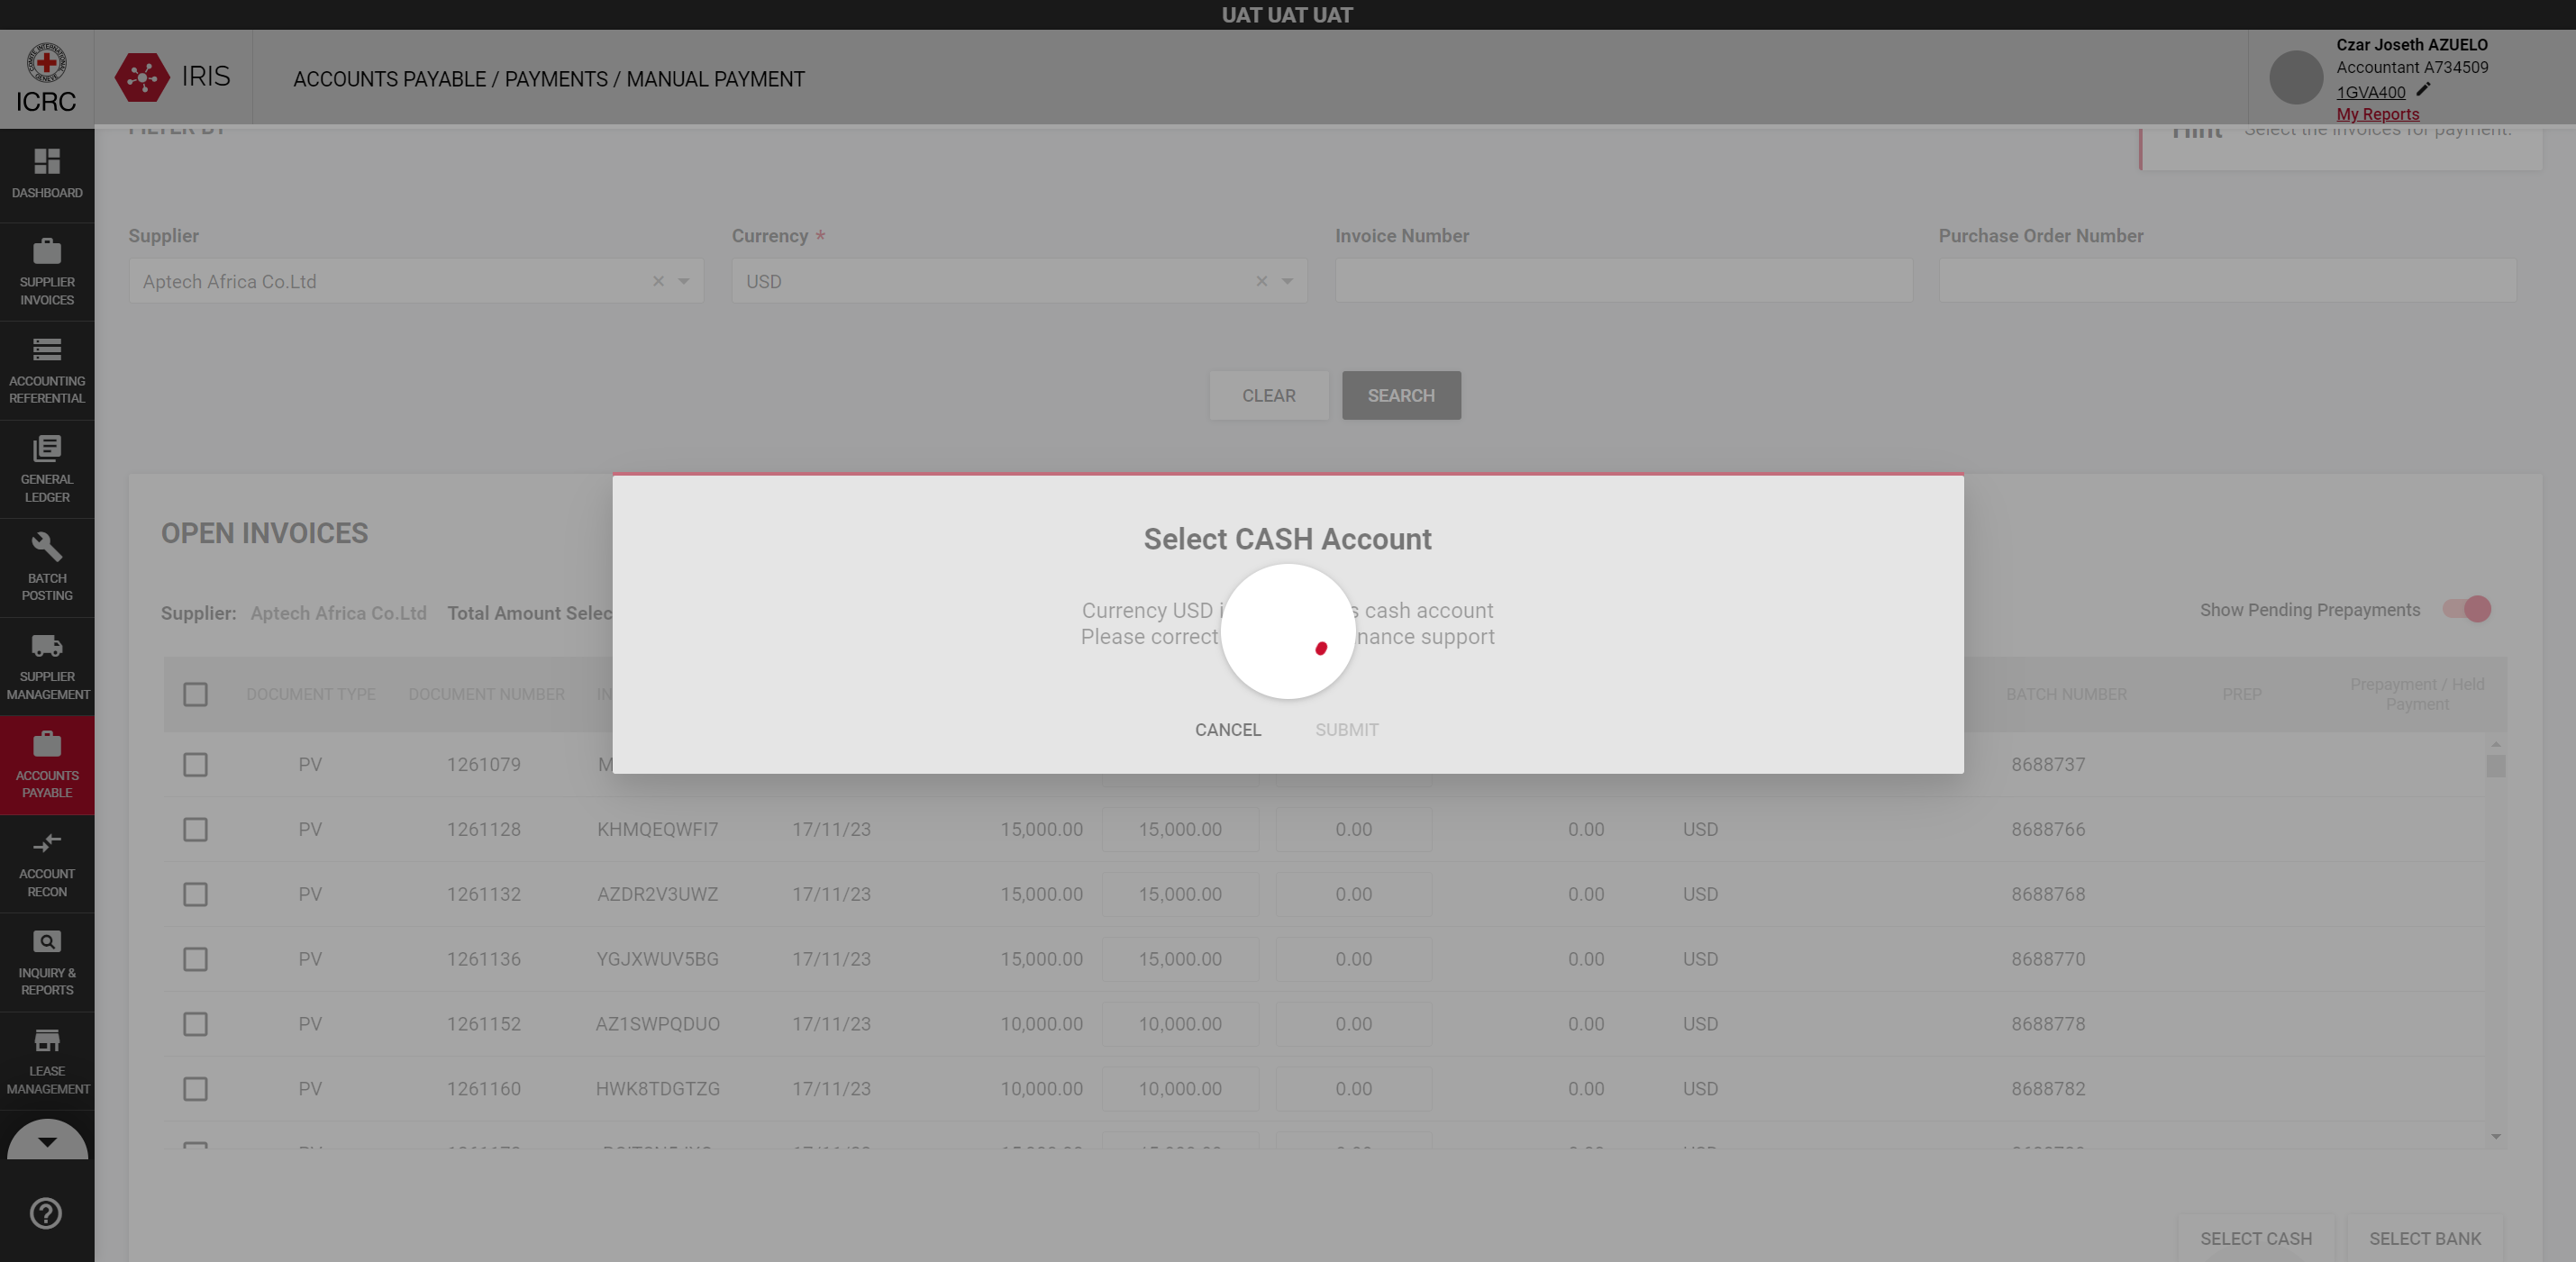 UAT UAT UAT
ICRC
IRIS
ACCOUNTS PAYABLE / PAYMENTS / MANUAL PAYMENT
Czar Joseth AZUELO
Accountant A734509
1GVA400
My Reports
FILTER BY
Hint Select the invoices for payment.
DASHBOARD
SUPPLIER
INVOICES
ACCOUNTING
REFERENTIAL
GENERAL
LEDGER
BATCH
POSTING
SUPPLIER
MANAGEMENT
ACCOUNTS
PAYABLE
ACCOUNT
RECON
INQUIRY &
REPORTS
LEASE
MANAGEMENT
Supplier Currency * Invoice Number Purchase Order Number
Aptech Africa Co.Ltd USD
CLEAR SEARCH
OPEN INVOICES
Supplier: Aptech Africa Co.Ltd Total Amount Selec
Show Pending Prepayments
Select CASH Account
Currency USD i s cash account
Please correct nance support
CANCEL SUBMIT
DOCUMENT TYPE DOCUMENT NUMBER IN BATCH NUMBER PREP Prepayment / Held
Payment
PV 1261079 M 8688737
PV 1261128 KHMQEQWFI7 17/11/23 15,000.00 15,000.00 0.00 0.00 USD 8688766
PV 1261132 AZDR2V3UWZ 17/11/23 15,000.00 15,000.00 0.00 0.00 USD 8688768
PV 1261136 YGJXWUV5BG 17/11/23 15,000.00 15,000.00 0.00 0.00 USD 8688770
PV 1261152 AZ1SWPQDUO 17/11/23 10,000.00 10,000.00 0.00 0.00 USD 8688778
PV 1261160 HWK8TDGTZG 17/11/23 10,000.00 10,000.00 0.00 0.00 USD 8688782
SELECT CASH SELECT BANK